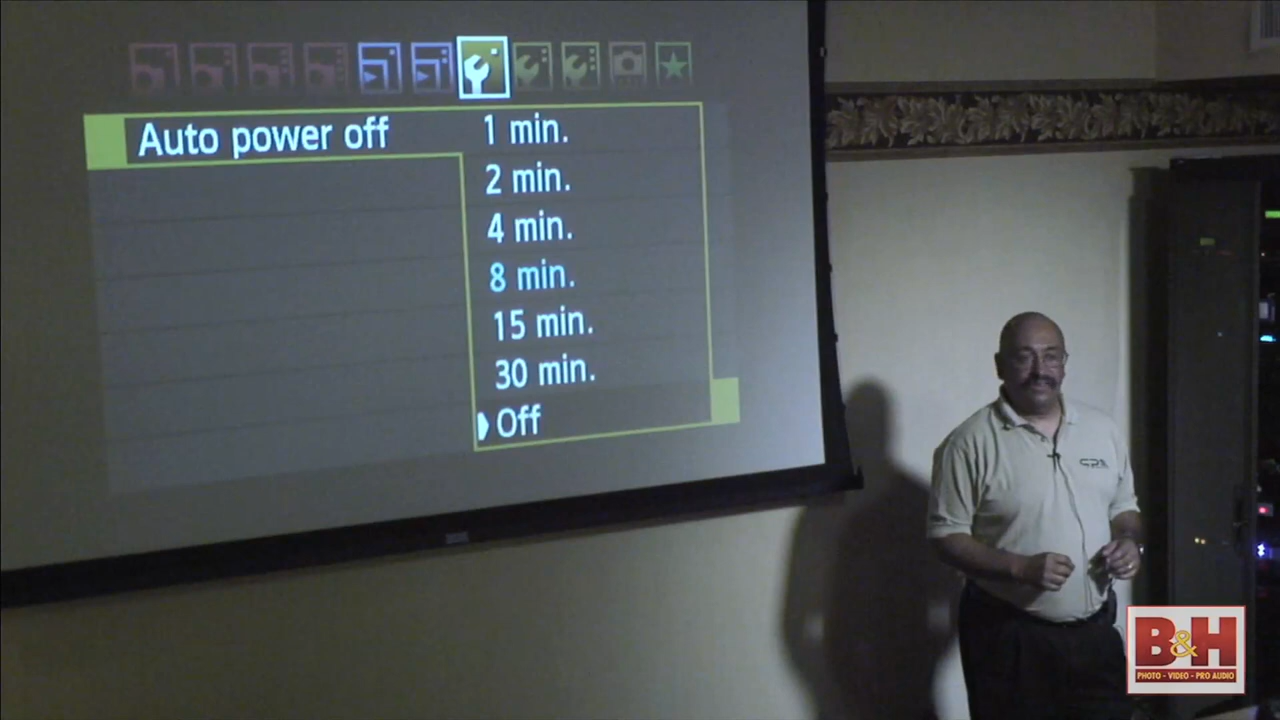 Auto power off
1 min.
2 min.
4 min.
8 min.
15 min.
30 min.
Off
B&H
PHOTO - VIDEO - PRO AUDIO